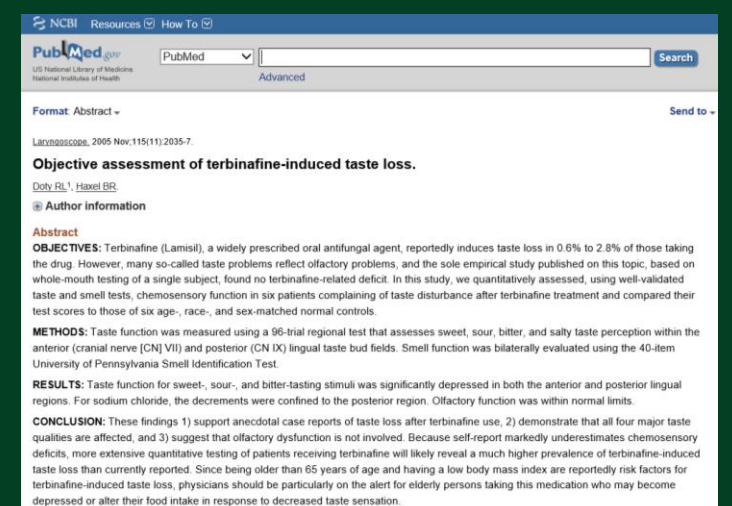 NCBI Resources How To
PubMed.gov
US National Library of Medicine
National Institutes of Health
PubMed
Search
Advanced
Format: Abstract
Send to
Laryngoscope. 2005 Nov;115(11):2035-7.
Objective assessment of terbinafine-induced taste loss.
Doty RL1, Haxel BR.
Author information
Abstract
OBJECTIVES: Terbinafine (Lamisil), a widely prescribed oral antifungal agent, reportedly induces taste loss in 0.6% to 2.8% of those taking
the drug. However, many so-called taste problems reflect olfactory problems, and the sole empirical study published on this topic, based on
whole-mouth testing of a single subject, found no terbinafine-related deficit. In this study, we quantitatively assessed, using well-validated
taste and smell tests, chemosensory function in six patients complaining of taste disturbance after terbinafine treatment and compared their
test scores to those of six age-, race-, and sex-matched normal controls.
METHODS: Taste function was measured using a 96-trial regional test that assesses sweet, sour, bitter, and salty taste perception within the
anterior (cranial nerve [CN] VII) and posterior (CN IX) lingual taste bud fields. Smell function was bilaterally evaluated using the 40-item
University of Pennsylvania Smell Identification Test.
RESULTS: Taste function for sweet-, sour-, and bitter-tasting stimuli was significantly depressed in both the anterior and posterior lingual
regions. For sodium chloride, the decrements were confined to the posterior region. Olfactory function was within normal limits.
CONCLUSION: These findings 1) support anecdotal case reports of taste loss after terbinafine use, 2) demonstrate that all four major taste
qualities are affected, and 3) suggest that olfactory dysfunction is not involved. Because self-report markedly underestimates chemosensory
deficits, more extensive quantitative testing of patients receiving terbinafine will likely reveal a much higher prevalence of terbinafine-induced
taste loss than currently reported. Since being older than 65 years of age and having a low body mass index are reportedly risk factors for
terbinafine-induced taste loss, physicians should be particularly on the alert for elderly persons taking this medication who may become
depressed or alter their food intake in response to decreased taste sensation.